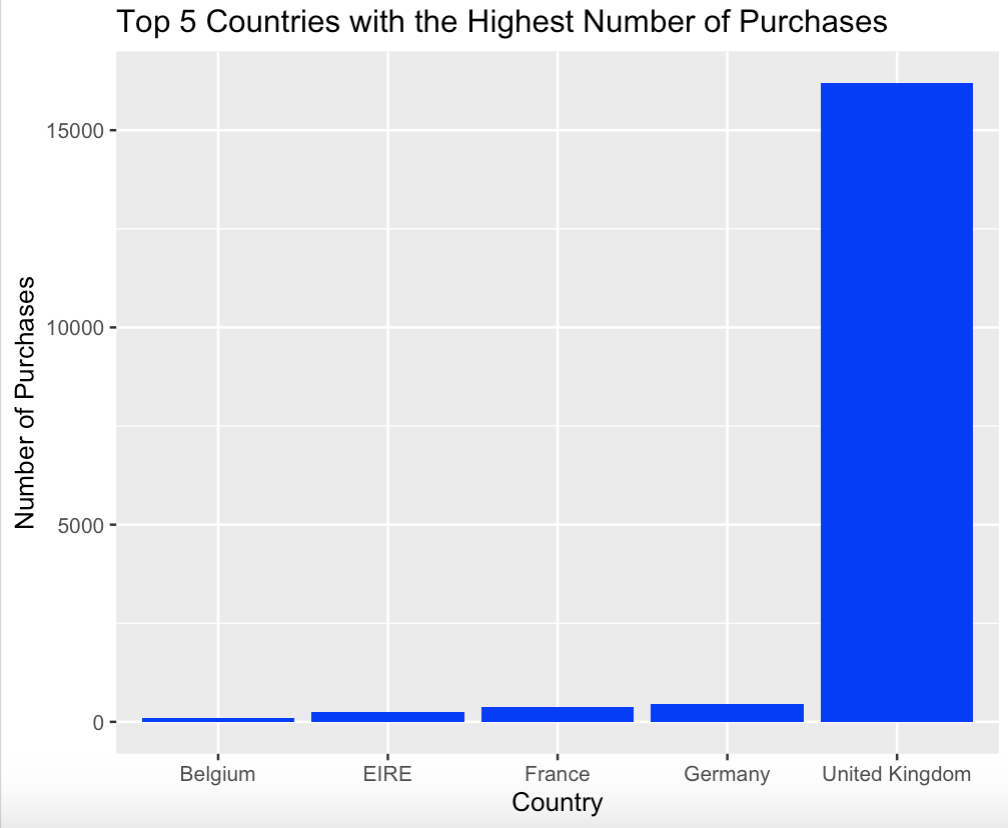 Top 5 Countries with the Highest Number of Purchases
Number of Purchases
15000
10000
5000
0
Belgium EIRE France Germany United Kingdom
Country